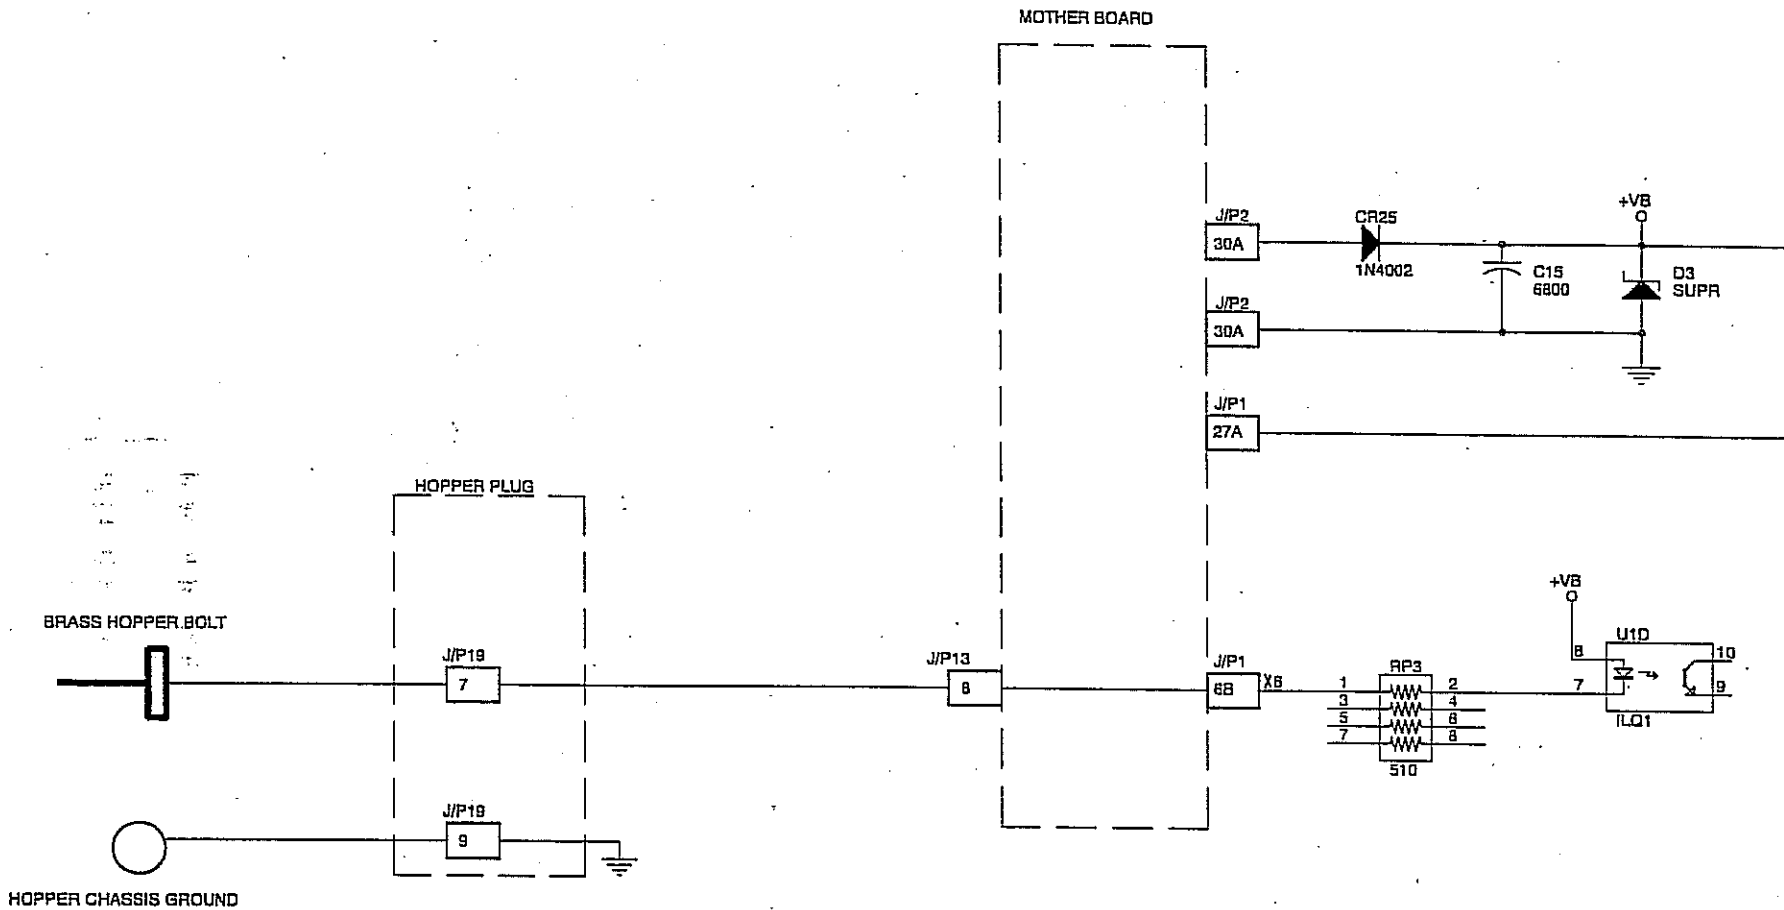 MOTHER BOARD
J/P2
30A
CR25
1N4002
+VB
C15
6800
D3
SUPR
J/P2
30A
J/P1
27A
HOPPER PLUG
BRASS HOPPER BOLT
J/P19
7
J/P13
8
J/P1
6B
X6
RP3
1 2
3 4
5 6
7 8
510
+VB
U1D
8
7
10
9
ILQ1
J/P19
9
HOPPER CHASSIS GROUND